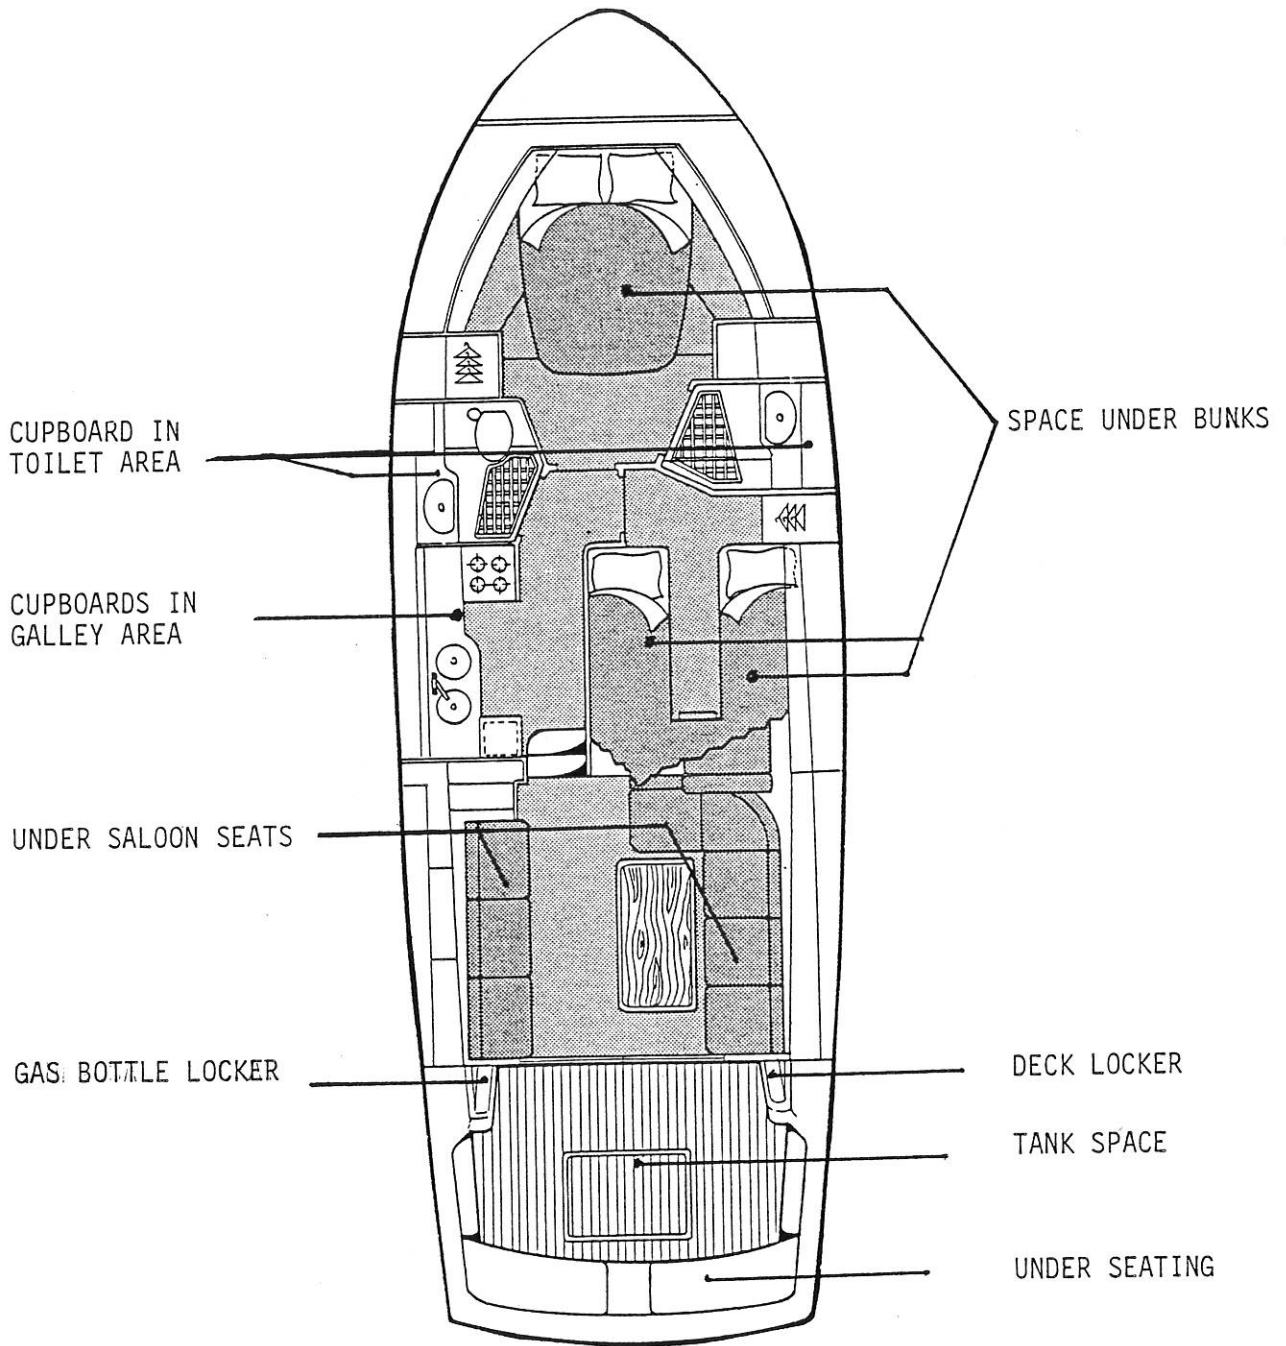 CUPBOARD IN
TOILET AREA
SPACE UNDER BUNKS
CUPBOARDS IN
GALLEY AREA
UNDER SALOON SEATS
GAS BOTTLE LOCKER
DECK LOCKER
TANK SPACE
UNDER SEATING